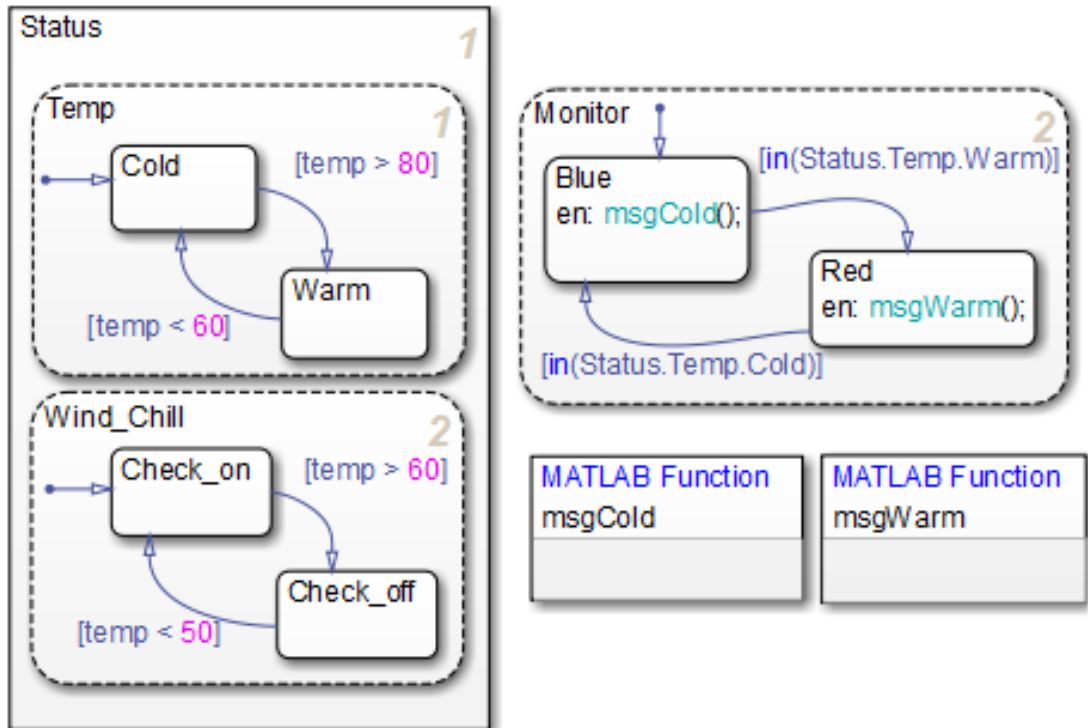 Status
1
Temp
1
Cold
[temp > 80]
Warm
[temp < 60]
Wind_Chill
2
Check_on
[temp > 60]
Check_off
[temp < 50]
Monitor
2
[in(Status.Temp.Warm)]
Blue
en: msgCold();
Red
en: msgWarm();
[in(Status.Temp.Cold)]
MATLAB Function
msgCold
MATLAB Function
msgWarm